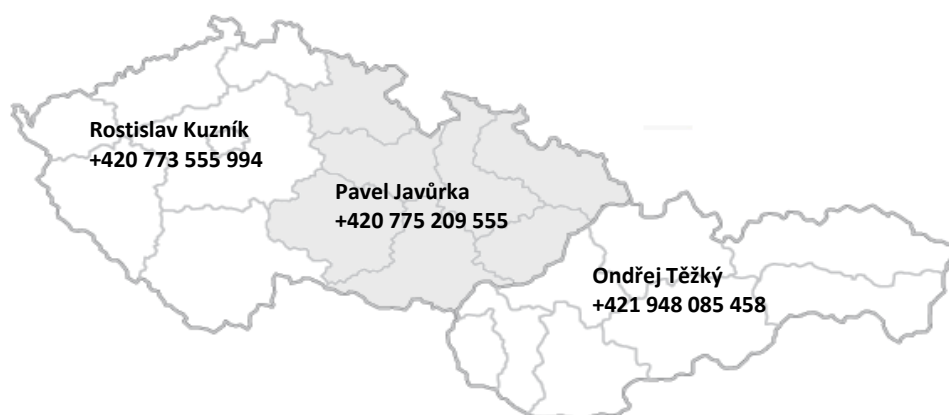 Rostislav Kuzník
+420 773 555 994
Pavel Javůrka
+420 775 209 555
Ondřej Těžký
+421 948 085 458